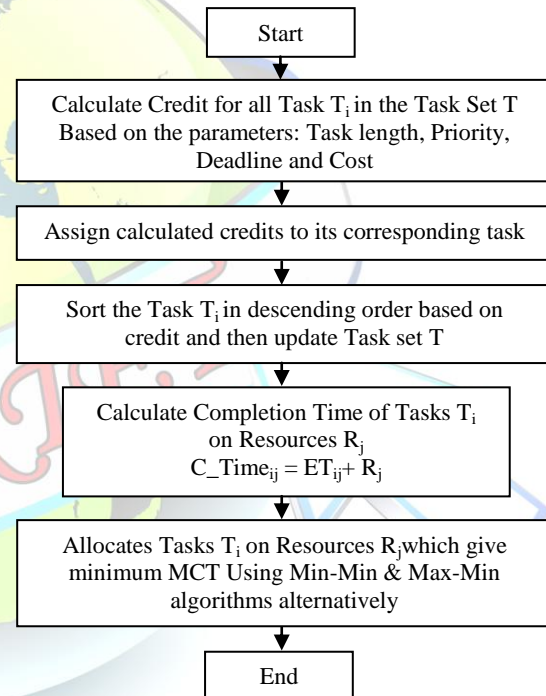 Start
Calculate Credit for all Task Ti in the Task Set T
Based on the parameters: Task length, Priority,
Deadline and Cost
Assign calculated credits to its corresponding task
Sort the Task Ti in descending order based on
credit and then update Task set T
Calculate Completion Time of Tasks Ti
on Resources Rj
C_Timeij = ETij+ Rj
Allocates Tasks Ti on Resources Rjwhich give
minimum MCT Using Min-Min & Max-Min
algorithms alternatively
End